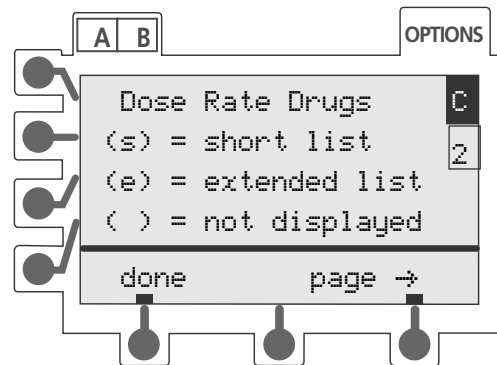 A B
OPTIONS
Dose Rate Drugs
C
(s) = short list
2
(e) = extended list
( ) = not displayed
done page →